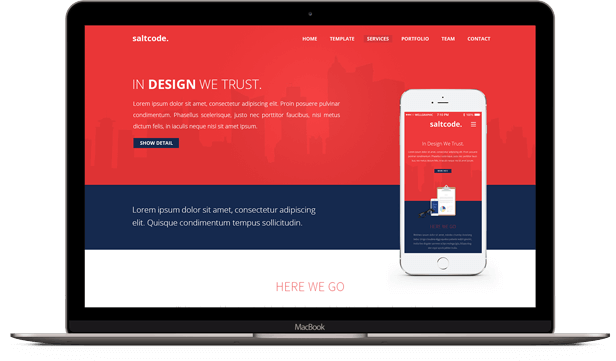 saltcode.
HOME TEMPLATE SERVICES PORTFOLIO TEAM CONTACT
IN DESIGN WE TRUST.
Lorem ipsum dolor sit amet, consectetur adipiscing elit. Proin posuere pulvinar
condimentum. Phasellus scelerisque, justo nec porttitor faucibus, nisi metus
dictum felis, in iaculis neque nisi sit amet ipsum.
SHOW DETAIL
Lorem ipsum dolor sit amet, consectetur adipiscing
elit. Quisque condimentum tempus sollicitudin.
HERE WE GO
saltcode.
In Design We Trust.
MacBook